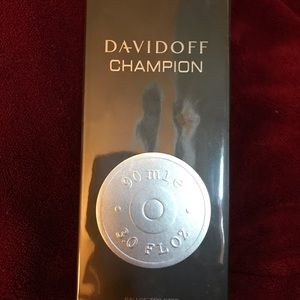 DAVIDOFF
CHAMPION
90 ml e
3.0 FL OZ